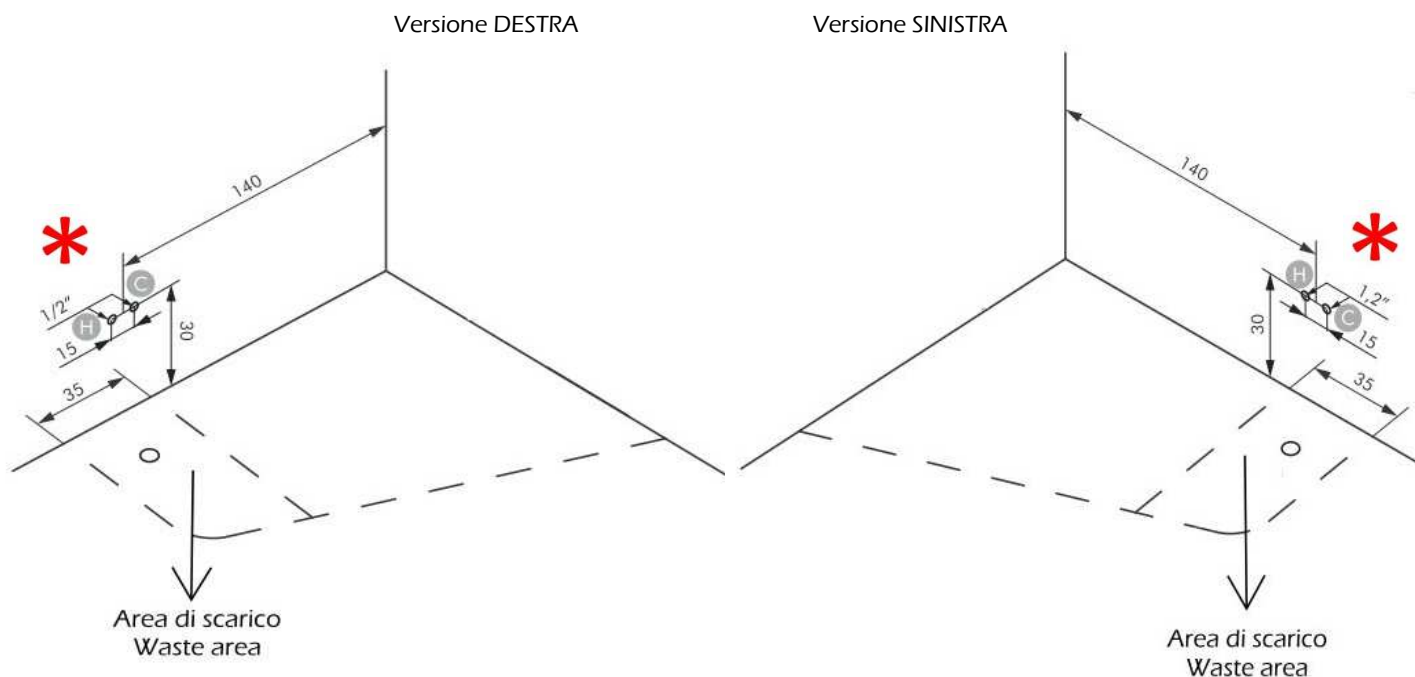 Versione DESTRA
Versione SINISTRA
140
*
C
1/2"
H
15
30
35
Area di scarico
Waste area
140
*
H
1,2"
C
30
15
35
Area di scarico
Waste area